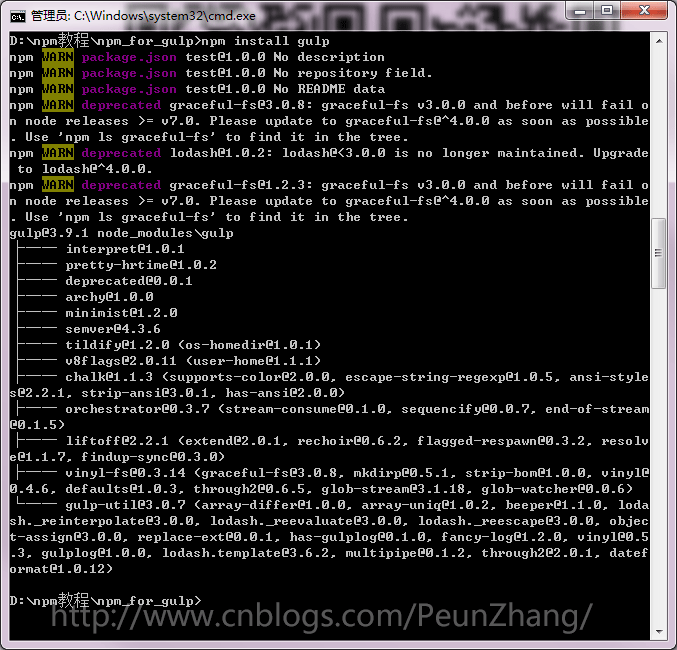 管理员: C:\Windows\system32\cmd.exe
D:\npm教程\npm_for_gulp>npm install gulp
npm WARN package.json test@1.0.0 No description
npm WARN package.json test@1.0.0 No repository field.
npm WARN package.json test@1.0.0 No README data
npm WARN deprecated graceful-fs@3.0.8: graceful-fs v3.0.0 and before will fail o
n node releases >= v7.0. Please update to graceful-fs@^4.0.0 as soon as possible
. Use 'npm ls graceful-fs' to find it in the tree.
npm WARN deprecated lodash@1.0.2: lodash@<3.0.0 is no longer maintained. Upgrade
 to lodash@^4.0.0.
npm WARN deprecated graceful-fs@1.2.3: graceful-fs v3.0.0 and before will fail o
n node releases >= v7.0. Please update to graceful-fs@^4.0.0 as soon as possible
. Use 'npm ls graceful-fs' to find it in the tree.
gulp@3.9.1 node_modules\gulp
├── interpret@1.0.1
├── pretty-hrtime@1.0.2
├── deprecated@0.0.1
├── archy@1.0.0
├── minimist@1.2.0
├── semver@4.3.6
├── tildify@1.2.0 (os-homedir@1.0.1)
├── v8flags@2.0.11 (user-home@1.1.1)
├── chalk@1.1.3 (supports-color@2.0.0, escape-string-regexp@1.0.5, ansi-style
s@2.2.1, strip-ansi@3.0.1, has-ansi@2.0.0)
├── orchestrator@0.3.7 (stream-consume@0.1.0, sequencify@0.0.7, end-of-stream
@0.1.5)
├── liftoff@2.2.1 (extend@2.0.1, rechoir@0.6.2, flagged-respawn@0.3.2, resolv
e@1.1.7, findup-sync@0.3.0)
├── vinyl-fs@0.3.14 (graceful-fs@3.0.8, mkdirp@0.5.1, strip-bom@1.0.0, vinyl@
0.4.6, defaults@1.0.3, through2@0.6.5, glob-stream@3.1.18, glob-watcher@0.0.6)
└── gulp-util@3.0.7 (array-differ@1.0.0, array-uniq@1.0.2, beeper@1.1.0, loda
sh._reinterpolate@3.0.0, lodash._reevaluate@3.0.0, lodash._reescape@3.0.0, objec
t-assign@3.0.0, replace-ext@0.0.1, has-gulplog@0.1.0, fancy-log@1.2.0, vinyl@0.5
.3, gulplog@1.0.0, lodash.template@3.6.2, multipipe@0.1.2, through2@2.0.1, datef
ormat@1.0.12)
D:\npm教程\npm_for_gulp>
http://www.cnblogs.com/PeunZhang/